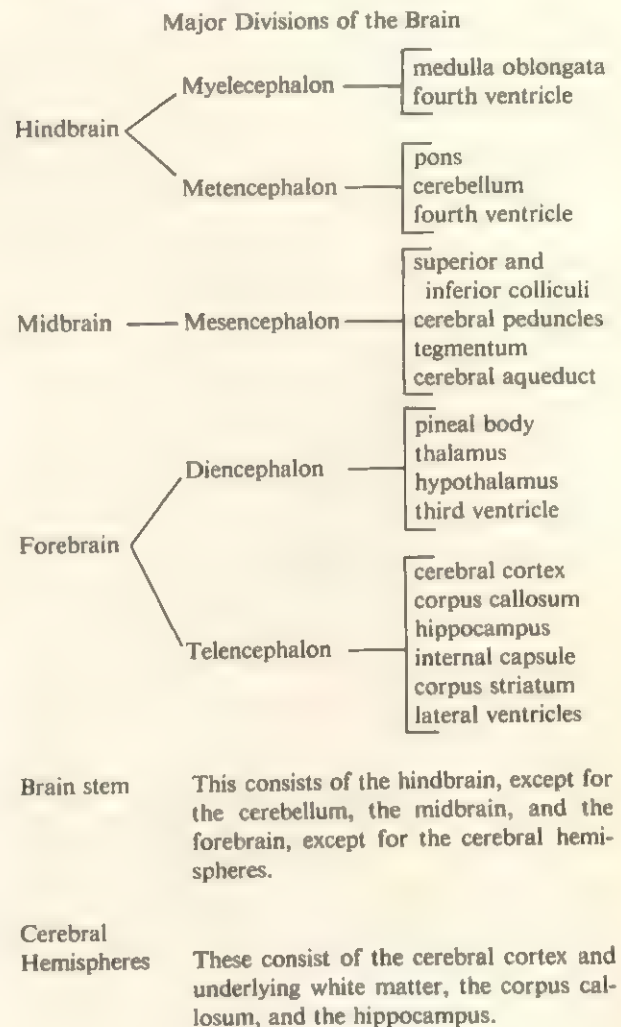 Major Divisions of the Brain
Hindbrain
Myelecephalon
medulla oblongata
fourth ventricle
Metencephalon
pons
cerebellum
fourth ventricle
Midbrain
Mesencephalon
superior and
inferior colliculi
cerebral peduncles
tegmentum
cerebral aqueduct
Forebrain
Diencephalon
pineal body
thalamus
hypothalamus
third ventricle
Telencephalon
cerebral cortex
corpus callosum
hippocampus
internal capsule
corpus striatum
lateral ventricles
Brain stem
This consists of the hindbrain, except for
the cerebellum, the midbrain, and the
forebrain, except for the cerebral hemi-
spheres.
Cerebral
Hemispheres
These consist of the cerebral cortex and
underlying white matter, the corpus cal-
losum, and the hippocampus.